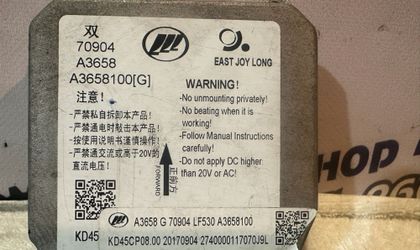 双
70904
A3658
A3658100[G]
EAST JOY LONG
注意！
-严禁私自拆卸本产品！
-严禁通电时敲击本产品！
-按使用说明书谨慎操作！
-严禁通交流或高于20V的
直流电压！
WARNING!
-No unmounting privately!
-No beating when it is
working!
-Follow Manual Instructions
carefully!
-Do not apply DC higher
than 20V or AC!
FORWARD
正前方
KD45
A3658 G 70904 LF530 A3658100
KD45CP08.00 20170904 2740000117070J9L
HOP